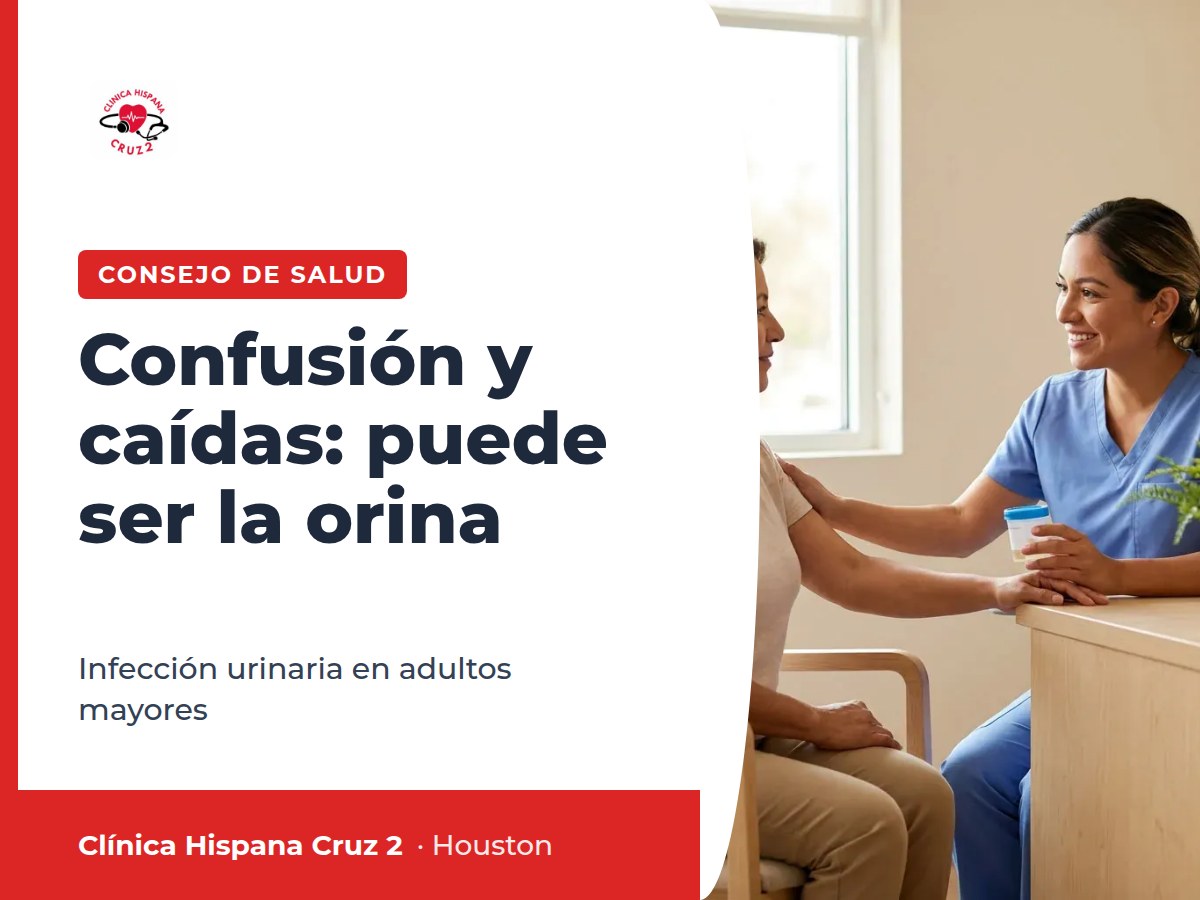 CLINICA HISPANA
CRUZ 2
CONSEJO DE SALUD
Confusión y
caídas: puede
ser la orina
Infección urinaria en adultos
mayores
Clínica Hispana Cruz 2 · Houston